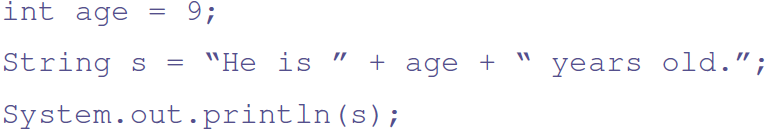 int age = 9;
String s = “He is ” + age + “ years old.”;
System.out.println(s);